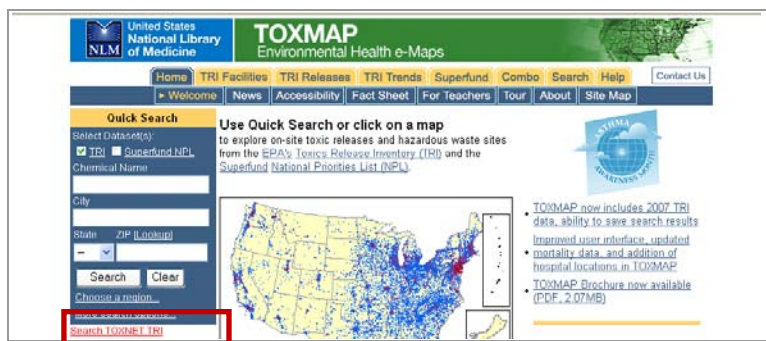 United States
National Library
of Medicine
NLM
TOXMAP
Environmental Health e-Maps
Home TRI Facilities TRI Releases TRI Trends Superfund Combo Search Help Contact Us
► Welcome News Accessibility Fact Sheet For Teachers Tour About Site Map
Quick Search
Select Dataset(s):
TRI Superfund NPL
Chemical Name
City
State ZIP [Lookup]
--
Search Clear
Choose a region...
More search options...
Search TOXNET TRI
Use Quick Search or click on a map
to explore on-site toxic releases and hazardous waste sites
from the EPA's Toxics Release Inventory (TRI) and the
Superfund National Priorities List (NPL).
ASTHMA
AWARENESS MONTH
• TOXMAP now includes 2007 TRI
data, ability to save search results
Improved user interface, updated
• mortality data, and addition of
hospital locations in TOXMAP
• TOXMAP Brochure now available
(PDF, 2.07MB)